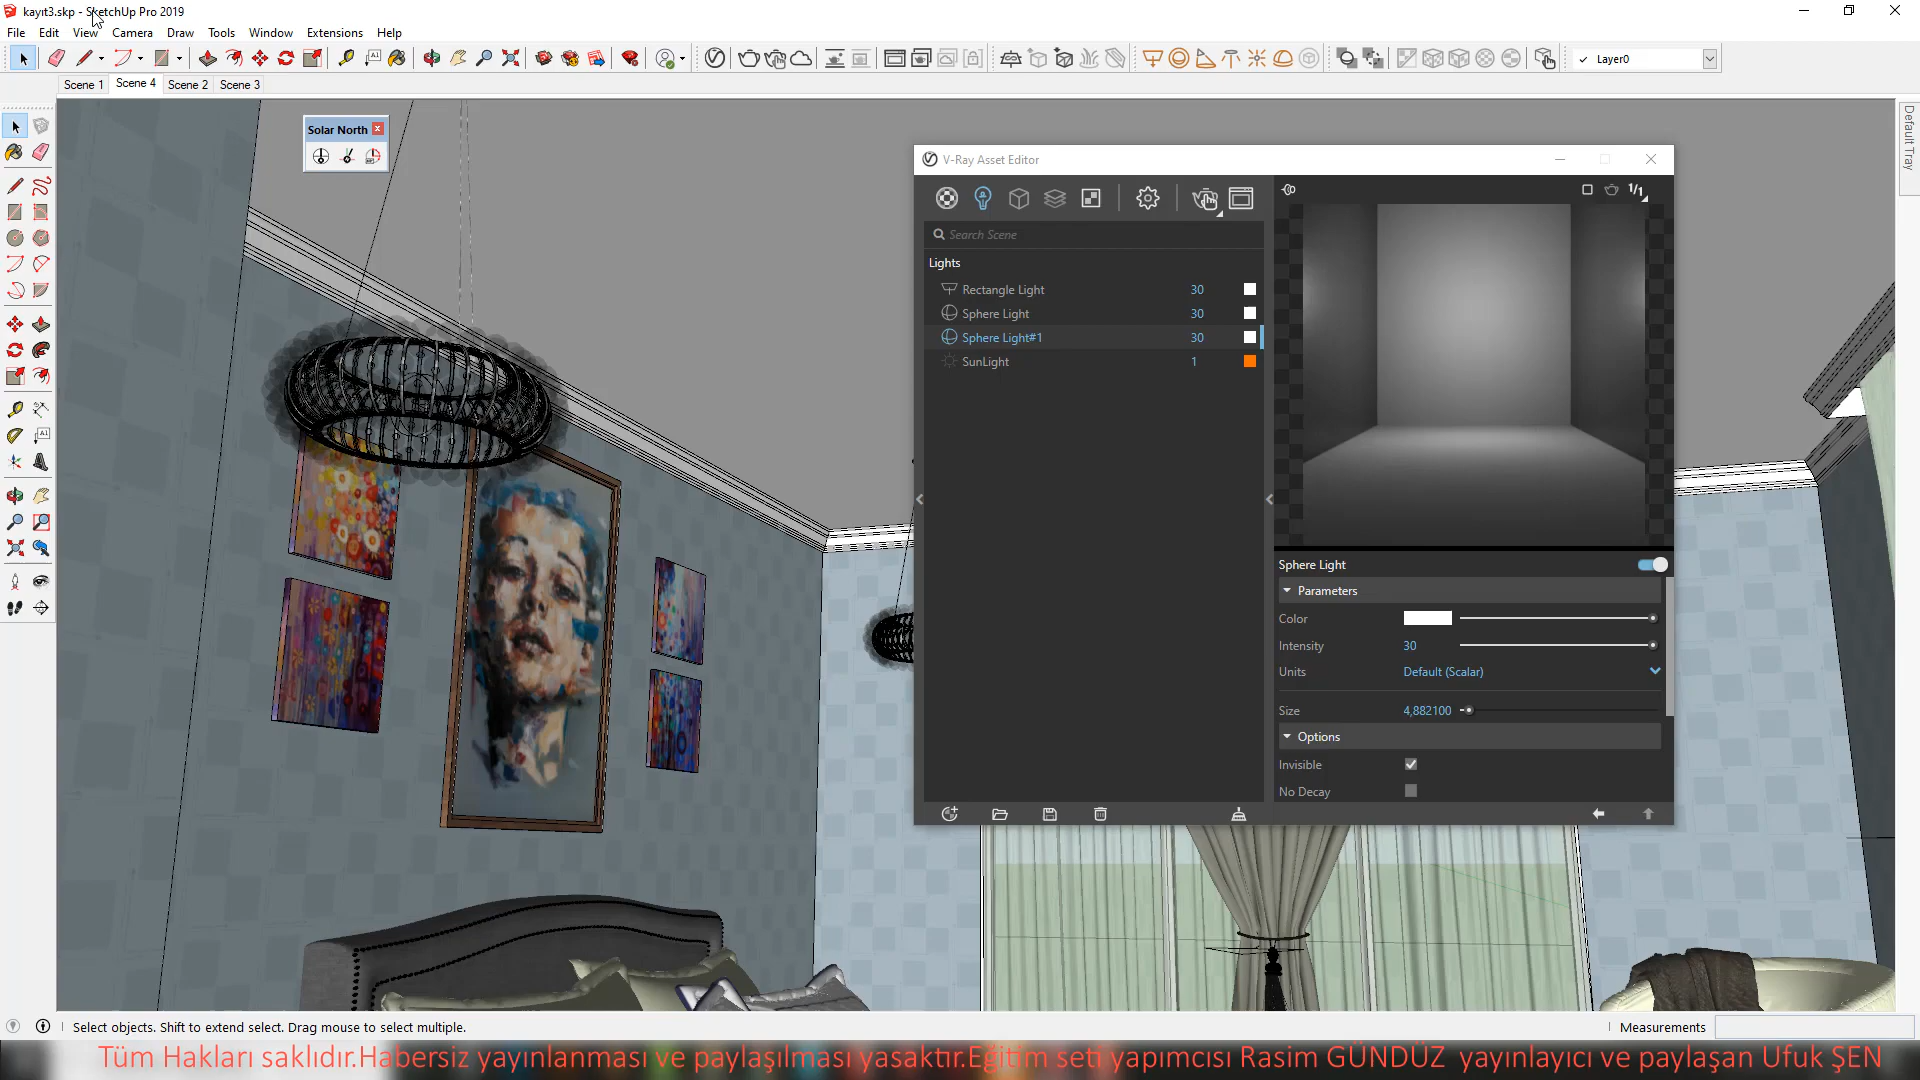 kayıt3.skp - SketchUp Pro 2019
File Edit View Camera Draw Tools Window Extensions Help
Layer0
Scene 1 Scene 4 Scene 2 Scene 3
Default Tray
Solar North
V-Ray Asset Editor
1/1
Search Scene
Lights
Rectangle Light 30
Sphere Light 30
Sphere Light#1 30
SunLight 1
Sphere Light
Parameters
Color
Intensity 30
Units Default (Scalar)
Size 4,882100
Options
Invisible
No Decay
Select objects. Shift to extend select. Drag mouse to select multiple.
Measurements
Tüm Hakları saklıdır.Habersiz yayınlanması ve paylaşılması yasaktır.Eğitim seti yapımcısı Rasim GÜNDÜZ yayınlayıcı ve paylaşan Ufuk ŞEN